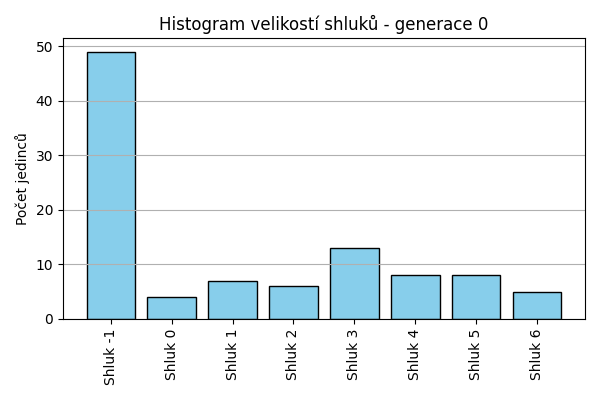 Histogram velikostí shluků - generace 0
Počet jedinců
50
40
30
20
10
0
Shluk -1
Shluk 0
Shluk 1
Shluk 2
Shluk 3
Shluk 4
Shluk 5
Shluk 6